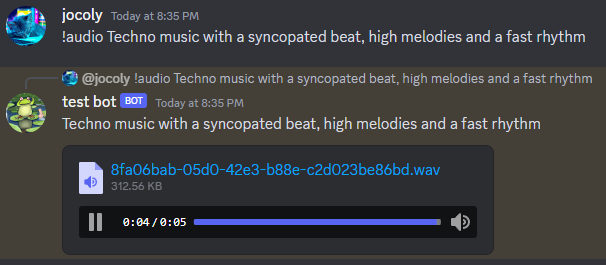 jocoly Today at 8:35 PM
!audio Techno music with a syncopated beat, high melodies and a fast rhythm
@jocoly !audio Techno music with a syncopated beat, high melodies and a fast rhythm
test bot BOT Today at 8:35 PM
Techno music with a syncopated beat, high melodies and a fast rhythm
8fa06bab-05d0-42e3-b88e-c2d023be86bd.wav
312.56 KB
0:04/0:05